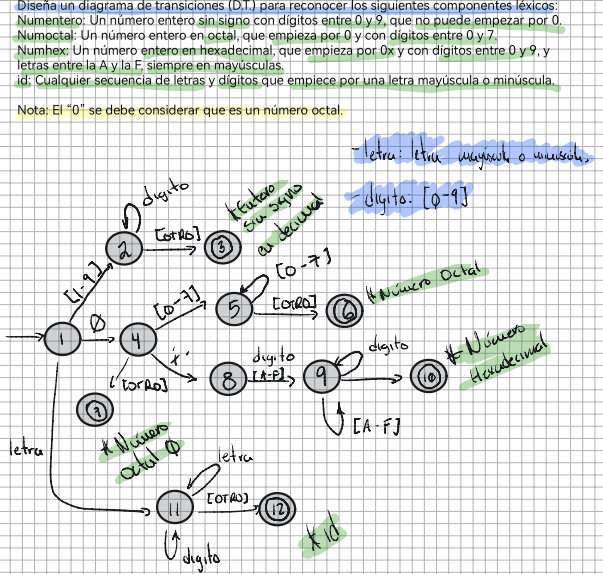 Diseña un diagrama de transiciones (D.T.) para reconocer los siguientes componentes léxicos:
Numentero: Un número entero sin signo con dígitos entre 0 y 9, que no puede empezar por 0.
Numoctal: Un número entero en octal, que empieza por 0 y con dígitos entre 0 y 7.
Numhex: Un número entero en hexadecimal, que empieza por 0x y con dígitos entre 0 y 9, y
letras entre la A y la F, siempre en mayúsculas.
id: Cualquier secuencia de letras y dígitos que empiece por una letra mayúscula o minúscula.
Nota: El "0" se debe considerar que es un número octal.
- letra: letra mayúscula o minúscula.
- dígito: [0-9]
dígito
[1-9]
2
[OTRO]
3
* Entero
sin signo
en decimal
1
0
4
[0-7]
5
[0-7]
[OTRO]
6
* Número Octal
'x'
8
dígito
[A-F]
9
dígito
[A-F]
10
* Número
Hexadecimal
[OTRO]
7
* Número
octal 0
letra
11
letra
dígito
[OTRO]
12
* id